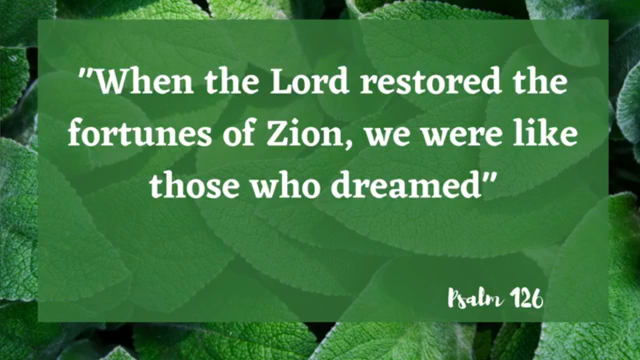 "When the Lord restored the
fortunes of Zion, we were like
those who dreamed"
Psalm 126